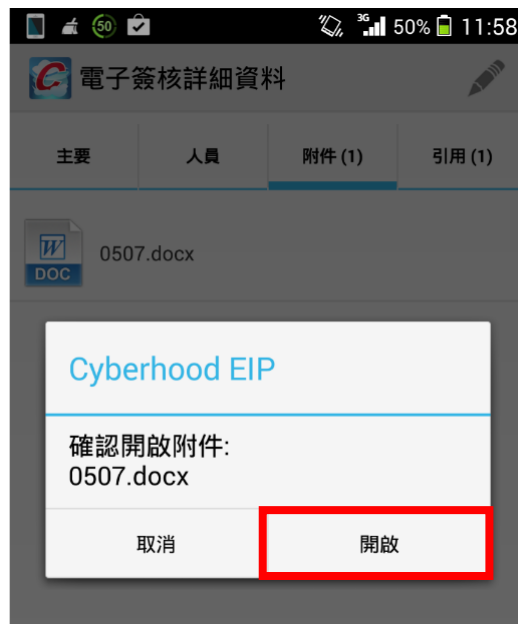 50 3G 50% 11:58
電子簽核詳細資料
主要 人員 附件 (1) 引用 (1)
W
DOC
0507.docx
Cyberhood EIP
確認開啟附件:
0507.docx
取消 開啟